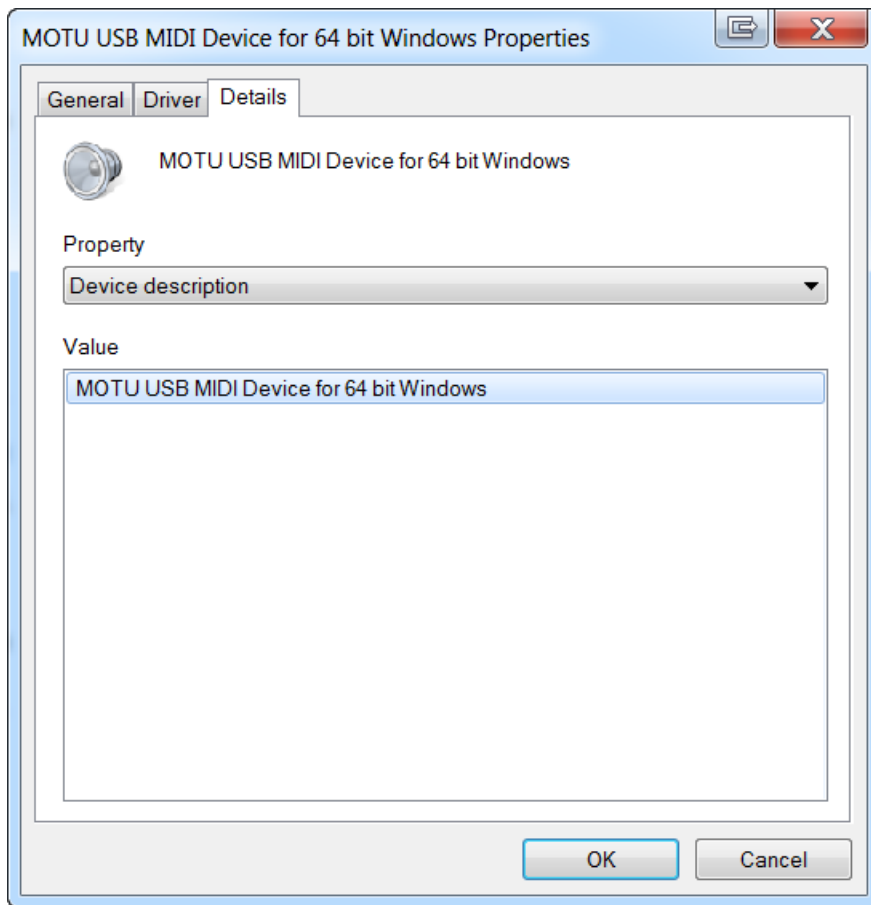 MOTU USB MIDI Device for 64 bit Windows Properties
General Driver Details
MOTU USB MIDI Device for 64 bit Windows
Property
Device description
Value
MOTU USB MIDI Device for 64 bit Windows
OK Cancel